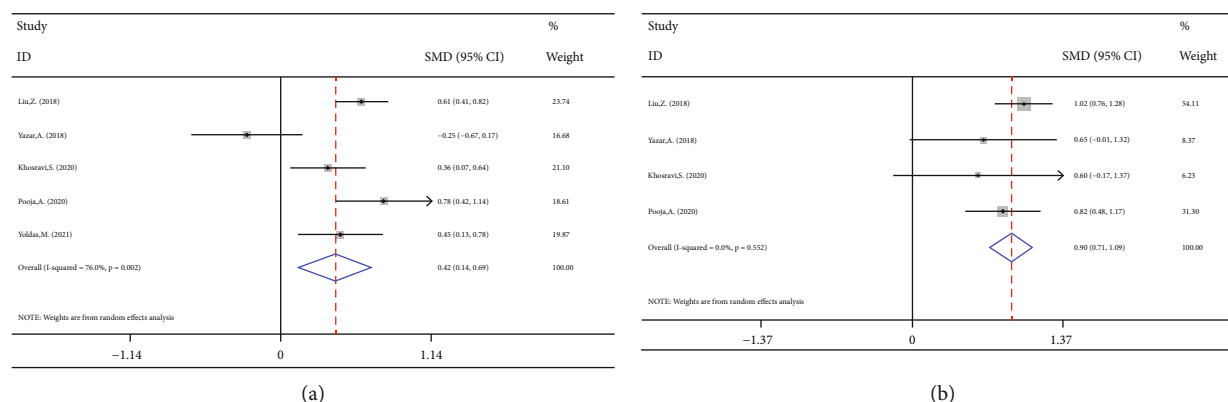 Study %
ID SMD (95% CI) Weight
Liu,Z. (2018) 0.61 (0.41, 0.82) 23.74
Yazar,A. (2018) −0.25 (−0.67, 0.17) 16.68
Khosravi,S. (2020) 0.36 (0.07, 0.64) 21.10
Pooja,A. (2020) 0.78 (0.42, 1.14) 18.61
Yoldas,M. (2021) 0.45 (0.13, 0.78) 19.87
Overall (I-squared = 76.0%, p = 0.002) 0.42 (0.14, 0.69) 100.00
NOTE: Weights are from random effects analysis
−1.14 0 1.14
(a)
Study %
ID SMD (95% CI) Weight
Liu,Z. (2018) 1.02 (0.76, 1.28) 54.11
Yazar,A. (2018) 0.65 (−0.01, 1.32) 8.37
Khosravi,S. (2020) 0.60 (−0.17, 1.37) 6.23
Pooja,A. (2020) 0.82 (0.48, 1.17) 31.30
Overall (I-squared = 0.0%, p = 0.552) 0.90 (0.71, 1.09) 100.00
NOTE: Weights are from random effects analysis
−1.37 0 1.37
(b)